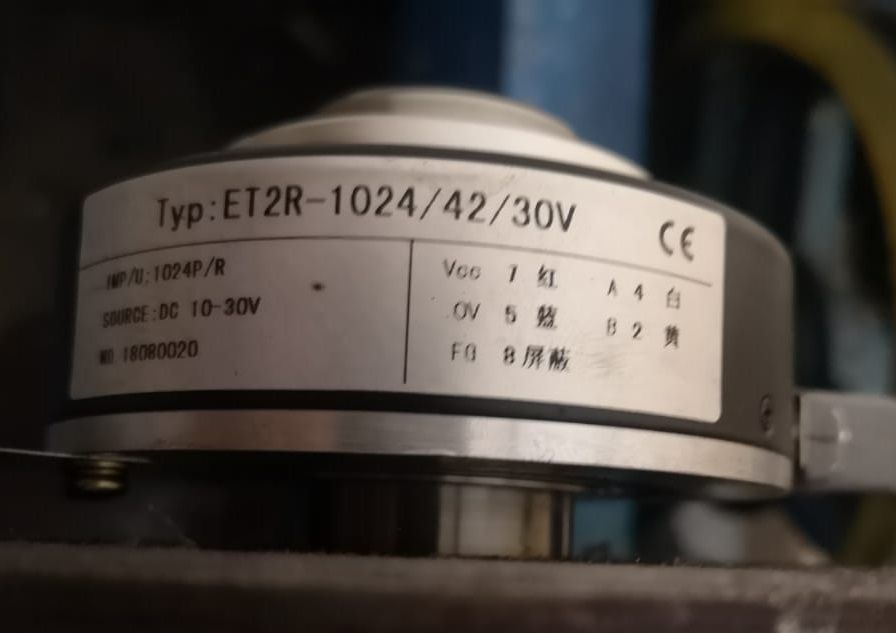 Typ:ET2R-1024/42/30V CE
IMP/U:1024P/R
SOURCE:DC 10-30V
NO 18080020
Vcc 7 红 A 4 白
0V 5 蓝 B 2 黄
FG 8 屏蔽